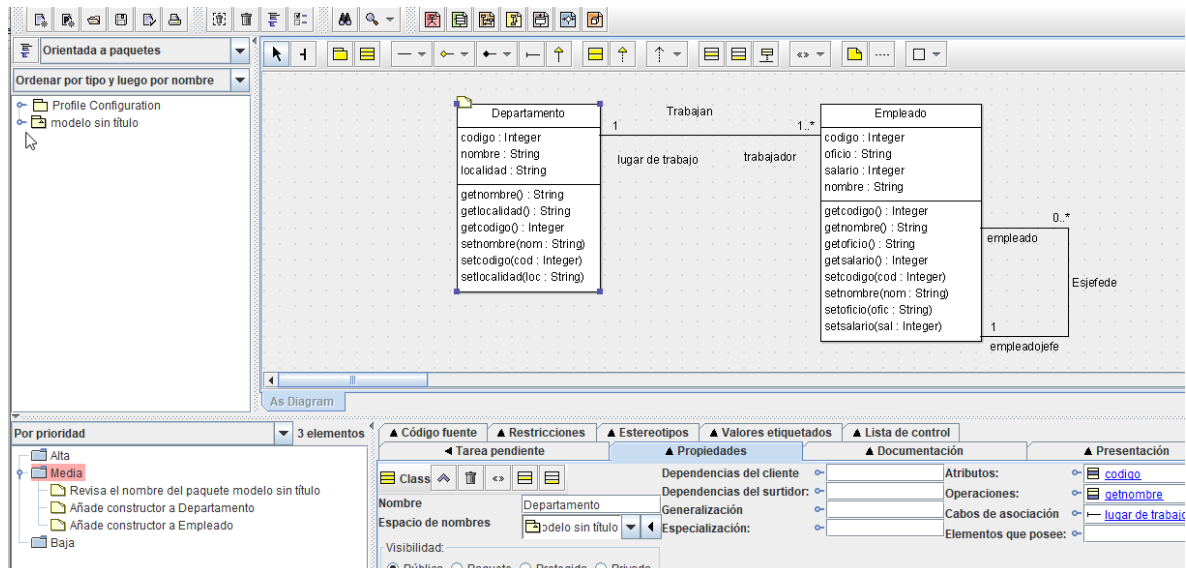 Orientada a paquetes
Ordenar por tipo y luego por nombre
Profile Configuration
modelo sin título
Departamento
codigo : Integer
nombre : String
localidad : String
getnombre() : String
getlocalidad() : String
getcodigo() : Integer
setnombre(nom : String)
setcodigo(cod : Integer)
setlocalidad(loc : String)
Trabajan
1
1..*
lugar de trabajo
trabajador
Empleado
codigo : Integer
oficio : String
salario : Integer
nombre : String
getcodigo() : Integer
getnombre() : String
getoficio() : String
getsalario() : Integer
setcodigo(cod : Integer)
setnombre(nom : String)
setoficio(ofic : String)
setsalario(sal : Integer)
0..*
empleado
Esjefede
1
empleadojefe
As Diagram
Por prioridad
3 elementos
Alta
Media
Revisa el nombre del paquete modelo sin título
Añade constructor a Departamento
Añade constructor a Empleado
Baja
Código fuente
Restricciones
Estereotipos
Valores etiquetados
Lista de control
Tarea pendiente
Propiedades
Documentación
Presentación
Class
Nombre
Departamento
Espacio de nombres
odelo sin título
Visibilidad:
Público
Paquete
Protegido
Privado
Dependencias del cliente
Dependencias del surtidor:
Generalización
Especialización:
Atributos:
codigo
Operaciones:
getnombre
Cabos de asociación
lugar de trabajo
Elementos que posee: